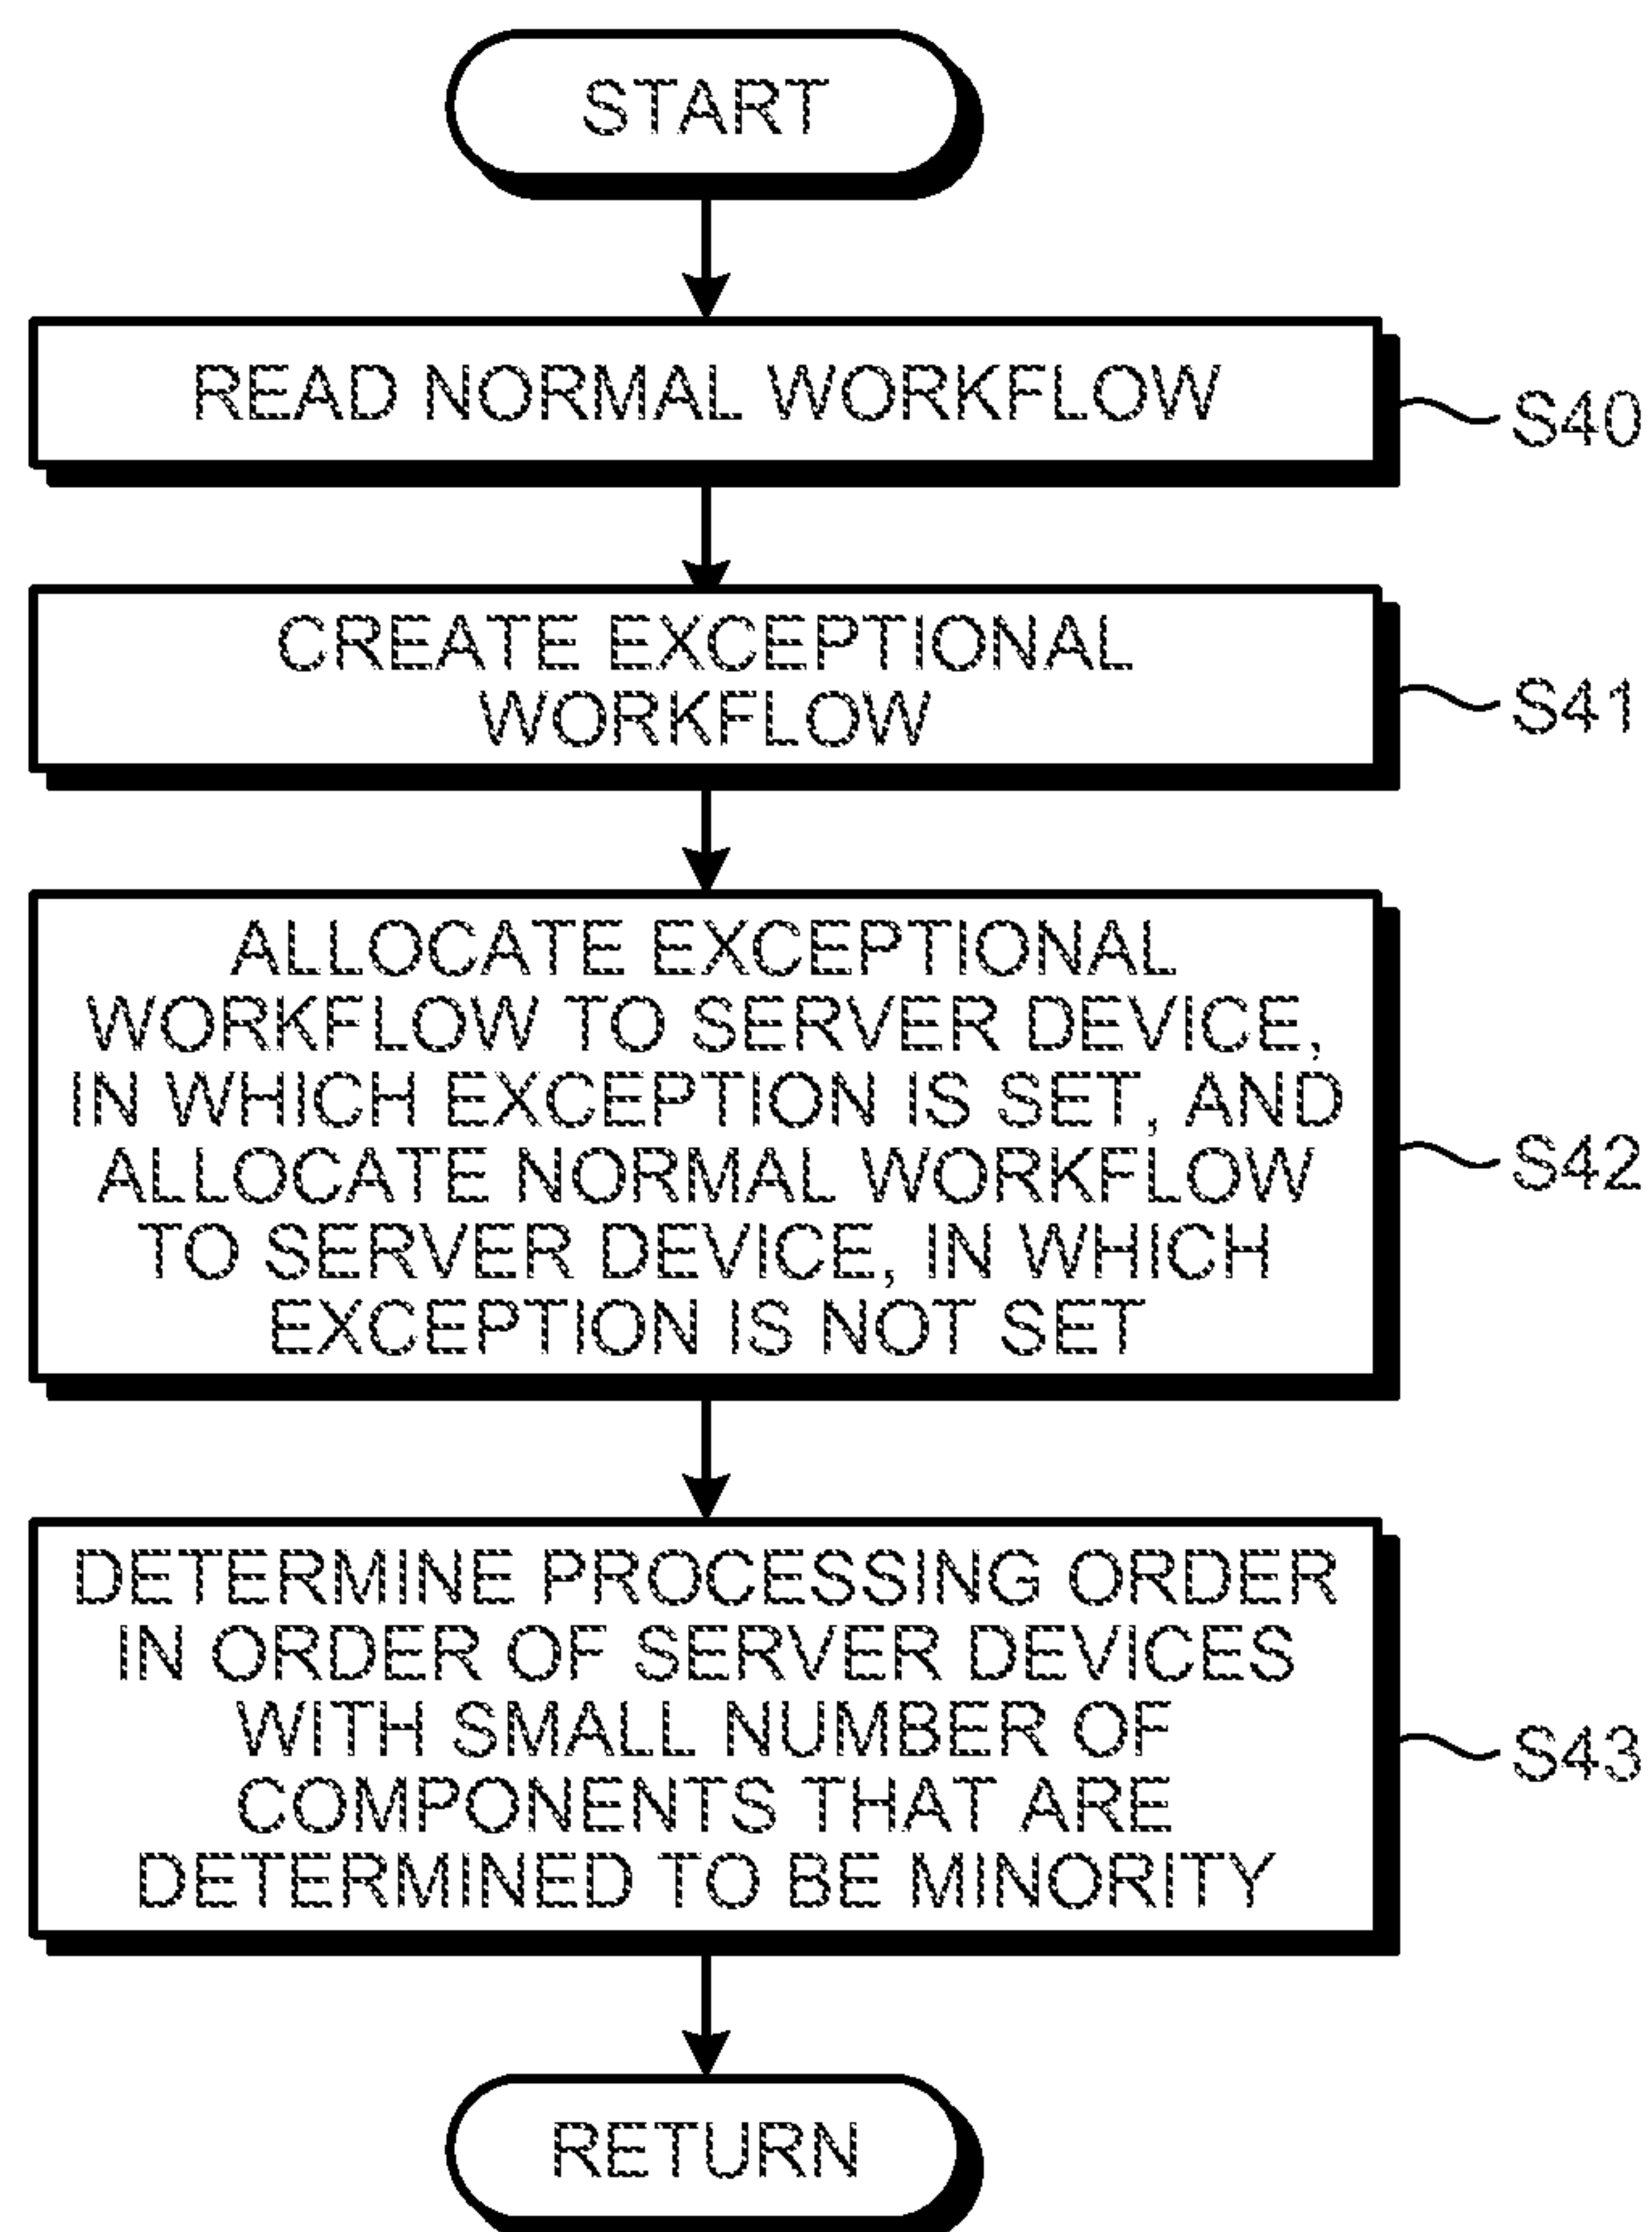 START
READ NORMAL WORKFLOW
S40
CREATE EXCEPTIONAL
WORKFLOW
S41
ALLOCATE EXCEPTIONAL
WORKFLOW TO SERVER DEVICE,
IN WHICH EXCEPTION IS SET, AND
ALLOCATE NORMAL WORKFLOW
TO SERVER DEVICE, IN WHICH
EXCEPTION IS NOT SET
S42
DETERMINE PROCESSING ORDER
IN ORDER OF SERVER DEVICES
WITH SMALL NUMBER OF
COMPONENTS THAT ARE
DETERMINED TO BE MINORITY
S43
RETURN